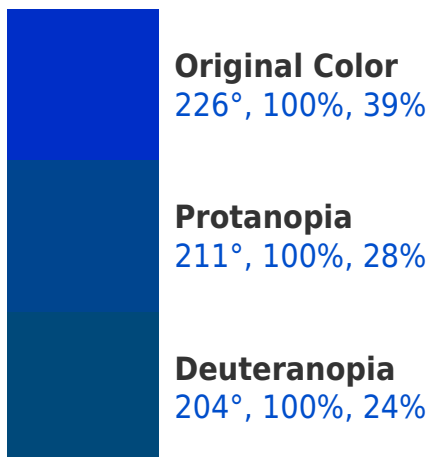 Original Color
226°, 100%, 39%
Protanopia
211°, 100%, 28%
Deuteranopia
204°, 100%, 24%